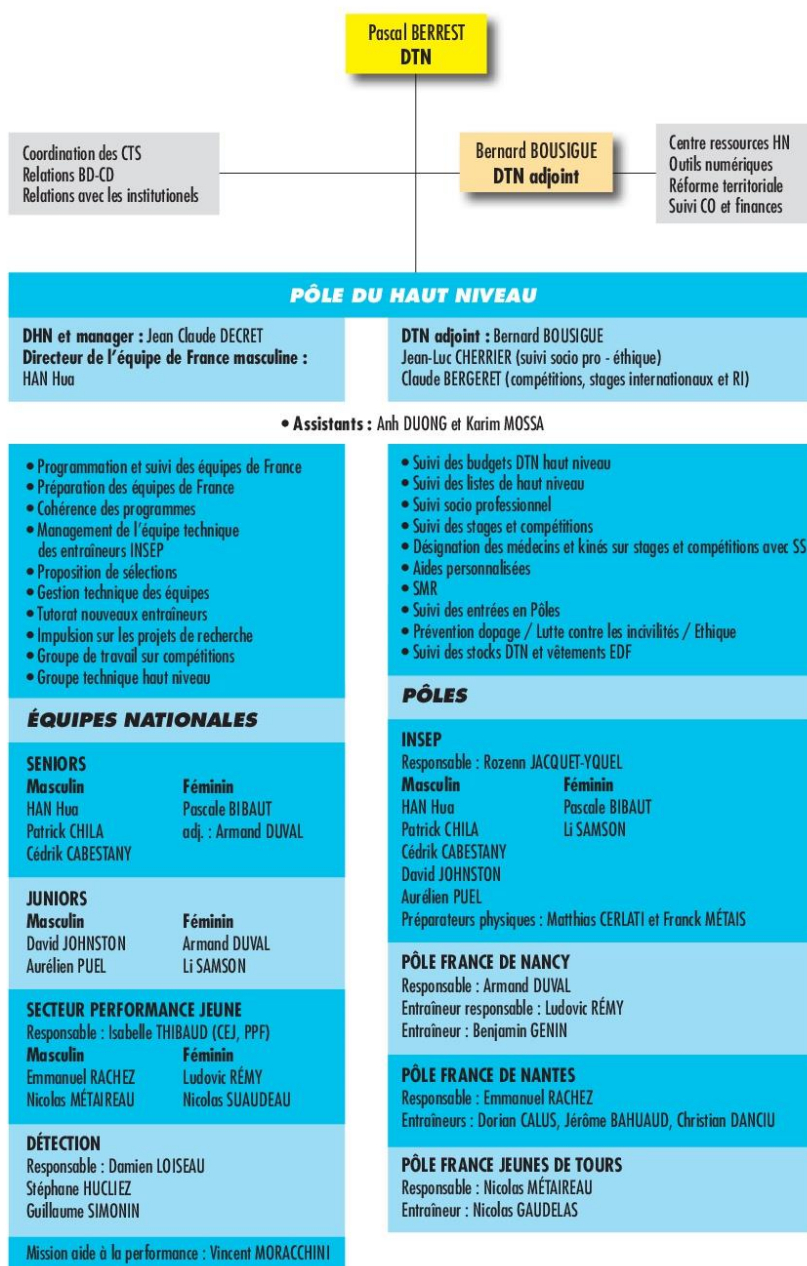 Pascal BERREST
DTN
Coordination des CTS
Relations BD-CD
Relations avec les institutionels
Bernard BOUSIGUE
DTN adjoint
Centre ressources HN
Outils numériques
Réforme territoriale
Suivi CO et finances
PÔLE DU HAUT NIVEAU
DHN et manager : Jean Claude DECRET
Directeur de l'équipe de France masculine :
HAN Hua
DTN adjoint : Bernard BOUSIGUE
Jean-Luc CHERRIER (suivi socio pro - éthique)
Claude BERGERET (compétitions, stages internationaux et RI)
• Assistants : Anh DUONG et Karim MOSSA
• Programmation et suivi des équipes de France
• Préparation des équipes de France
• Cohérence des programmes
• Management de l'équipe technique
des entraîneurs INSEP
• Proposition de sélections
• Gestion technique des équipes
• Tutorat nouveaux entraîneurs
• Impulsion sur les projets de recherche
• Groupe de travail sur compétitions
• Groupe technique haut niveau
• Suivi des budgets DTN haut niveau
• Suivi des listes de haut niveau
• Suivi socio professionnel
• Suivi des stages et compétitions
• Désignation des médecins et kinés sur stages et compétitions avec SS
• Aides personnalisées
• SMR
• Suivi des entrées en Pôles
• Prévention dopage / Lutte contre les incivilités / Ethique
• Suivi des stocks DTN et vêtements EDF
ÉQUIPES NATIONALES
SENIORS
Masculin Féminin
HAN Hua Pascale BIBAUT
Patrick CHILA adj. : Armand DUVAL
Cédrik CABESTANY
JUNIORS
Masculin Féminin
David JOHNSTON Armand DUVAL
Aurélien PUEL Li SAMSON
SECTEUR PERFORMANCE JEUNE
Responsable : Isabelle THIBAUD (CEJ, PPF)
Masculin Féminin
Emmanuel RACHEZ Ludovic RÉMY
Nicolas MÉTAIREAU Nicolas SUAUDEAU
DÉTECTION
Responsable : Damien LOISEAU
Stéphane HUCLIEZ
Guillaume SIMONIN
Mission aide à la performance : Vincent MORACCHINI
PÔLES
INSEP
Responsable : Rozenn JACQUET-YQUEL
Masculin Féminin
HAN Hua Pascale BIBAUT
Patrick CHILA Li SAMSON
Cédrik CABESTANY
David JOHNSTON
Aurélien PUEL
Préparateurs physiques : Matthias CERLATI et Franck MÉTAIS
PÔLE FRANCE DE NANCY
Responsable : Armand DUVAL
Entraîneur responsable : Ludovic RÉMY
Entraîneur : Benjamin GENIN
PÔLE FRANCE DE NANTES
Responsable : Emmanuel RACHEZ
Entraîneurs : Dorian CALUS, Jérôme BAHUAUD, Christian DANCIU
PÔLE FRANCE JEUNES DE TOURS
Responsable : Nicolas MÉTAIREAU
Entraîneur : Nicolas GAUDELAS